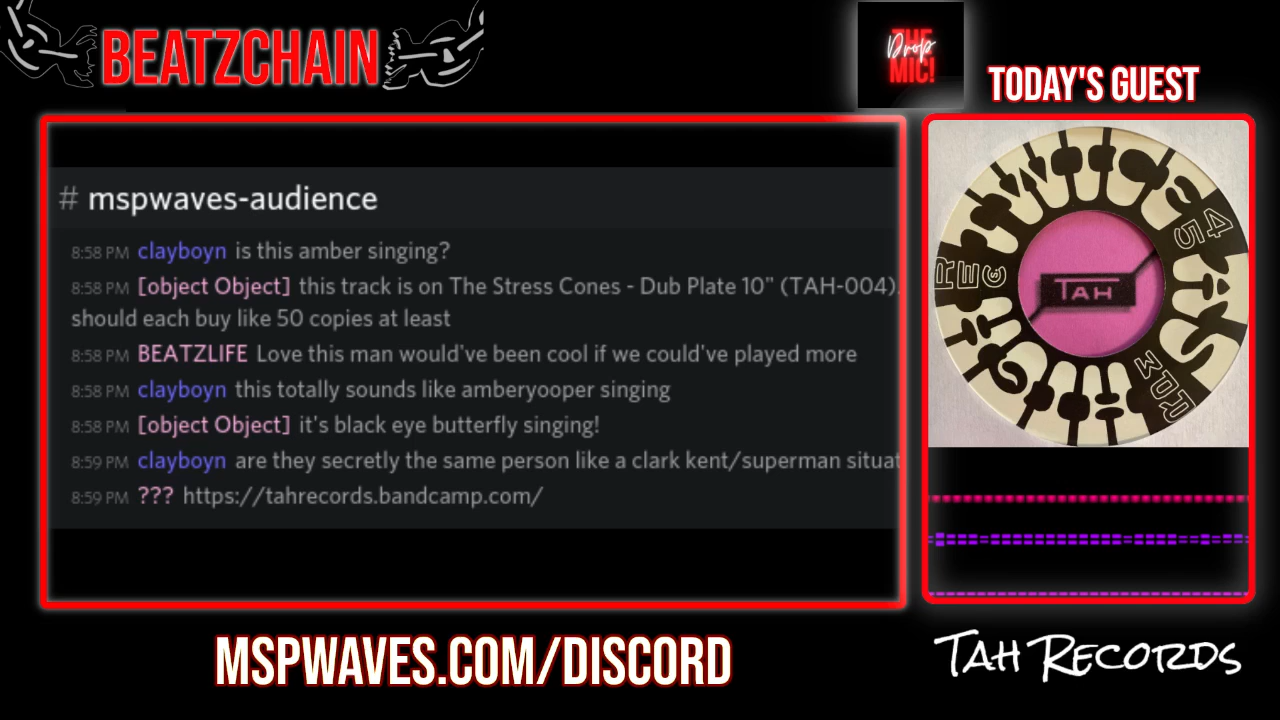 BEATZCHAIN
THE
Drop
MIC!
TODAY'S GUEST
# mspwaves-audience
8:58 PM clayboyn is this amber singing?
8:58 PM [object Object] this track is on The Stress Cones - Dub Plate 10" (TAH-004).
should each buy like 50 copies at least
8:58 PM BEATZLIFE Love this man would've been cool if we could've played more
8:58 PM clayboyn this totally sounds like amberyooper singing
8:58 PM [object Object] it's black eye butterfly singing!
8:59 PM clayboyn are they secretly the same person like a clark kent/superman situat
8:59 PM ??? https://tahrecords.bandcamp.com/
45
TAH
MSPWAVES.COM/DISCORD
TAH RECORDS